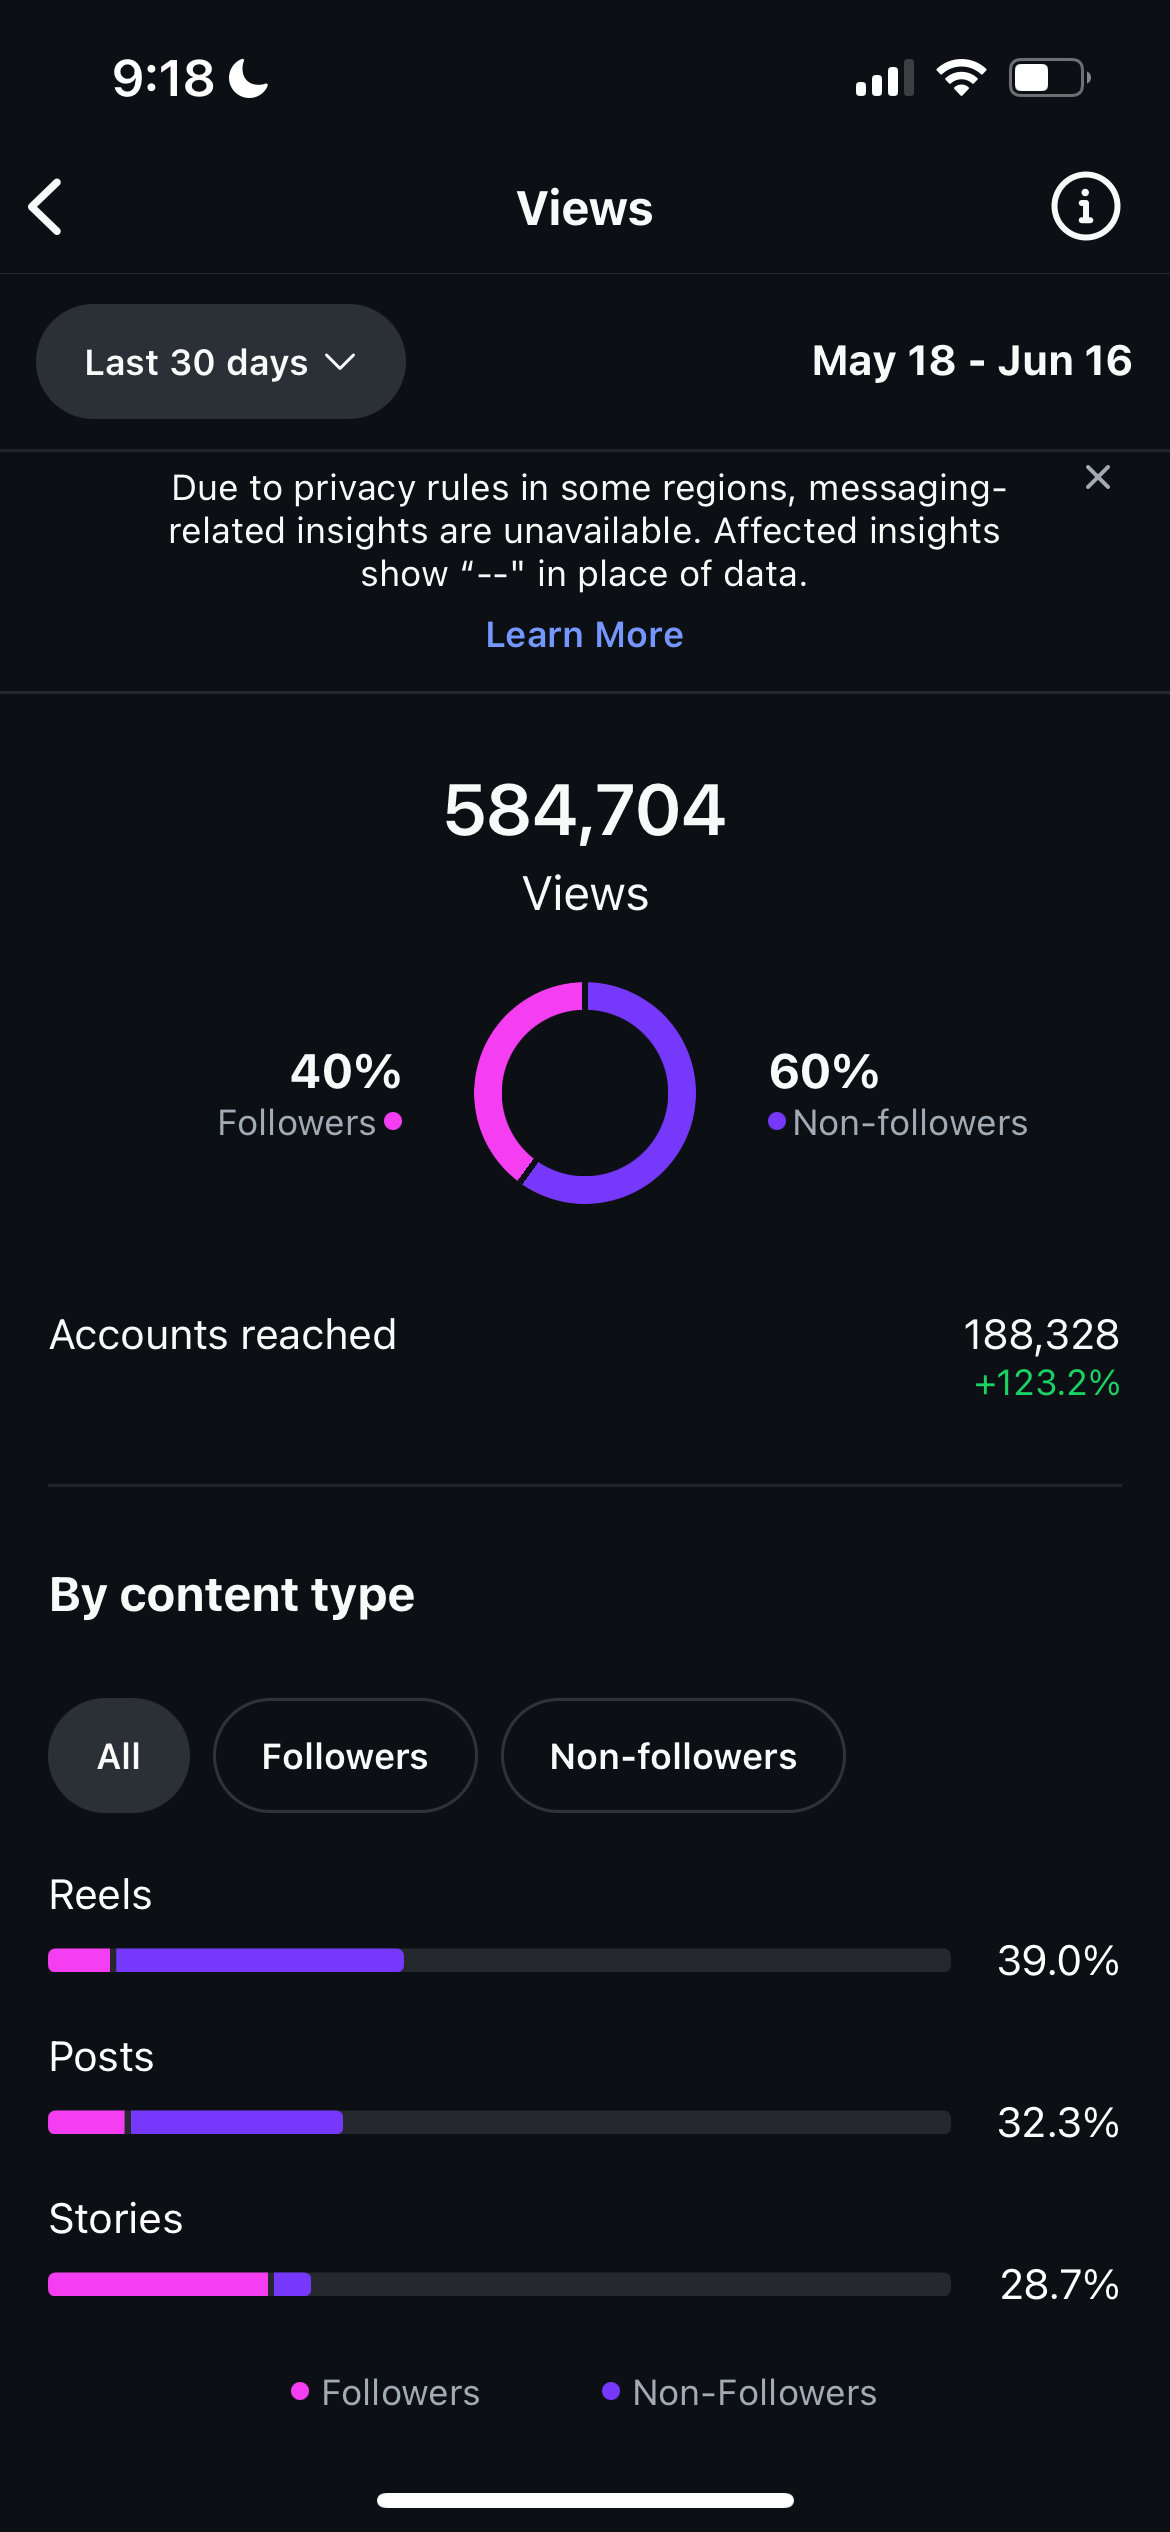 9:18
Views
Last 30 days
May 18 - Jun 16
Due to privacy rules in some regions, messaging-
related insights are unavailable. Affected insights
show “--" in place of data.
Learn More
584,704
Views
40%
Followers
60%
Non-followers
Accounts reached
188,328
+123.2%
By content type
All
Followers
Non-followers
Reels
39.0%
Posts
32.3%
Stories
28.7%
Followers
Non-Followers